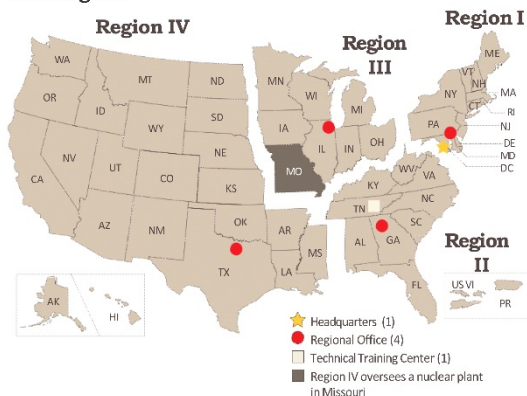 Region I
Region IV
Region
III
WA
MT
ND
MN
ME
VT
NH
OR
ID
SD
WI
MI
NY
MA
CT
RI
WY
IA
PA
NJ
NE
OH
DE
NV
UT
IL
IN
MD
CO
MO
WV
DC
CA
KS
KY
VA
NC
TN
OK
AR
SC
AZ
NM
MS
AL
GA
Region
II
TX
LA
FL
US VI
PR
AK
HI
Headquarters (1)
Regional Office (4)
Technical Training Center (1)
Region IV oversees a nuclear plant
in Missouri